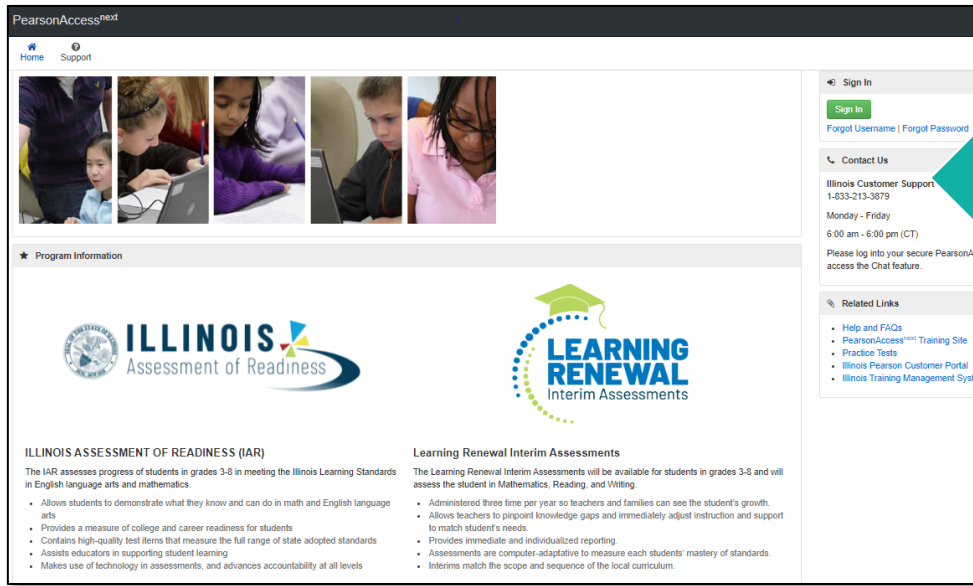 PearsonAccessnext
Home Support
Sign In
Sign In
Forgot Username | Forgot Password
Contact Us
Illinois Customer Support
1-833-213-3879
Monday - Friday
6:00 am - 6:00 pm (CT)
Please log into your secure
access the Chat feature.
Related Links
Help and FAQs
PearsonAccessnext Training Site
Practice Tests
Illinois Pearson Customer Portal
Illinois Training Management
Program Information
ILLINOIS
Assessment of Readiness
LEARNING
RENEWAL
Interim Assessments
ILLINOIS ASSESSMENT OF READINESS (IAR)
The IAR assesses progress of students in grades 3-8 in meeting the Illinois Learning Standards
in English language arts and mathematics.
• Allows students to demonstrate what they know and can do in math and English language
arts
• Provides a measure of college and career readiness for students
• Contains high-quality test items that measure the full range of state adopted standards
• Assists educators in supporting student learning
• Makes use of technology in assessments, and advances accountability at all levels
Learning Renewal Interim Assessments
The Learning Renewal Interim Assessments will be available for students in grades 3-8 and will
assess the student in Mathematics, Reading, and Writing.
• Administered three time per year so teachers and families can see the student's growth.
• Allows teachers to pinpoint knowledge gaps and immediately adjust instruction and support
to match student's needs.
• Provides immediate and individualized reporting.
• Assessments are computer-adaptive to measure each students' mastery of standards.
• Interims match the scope and sequence of the local curriculum.